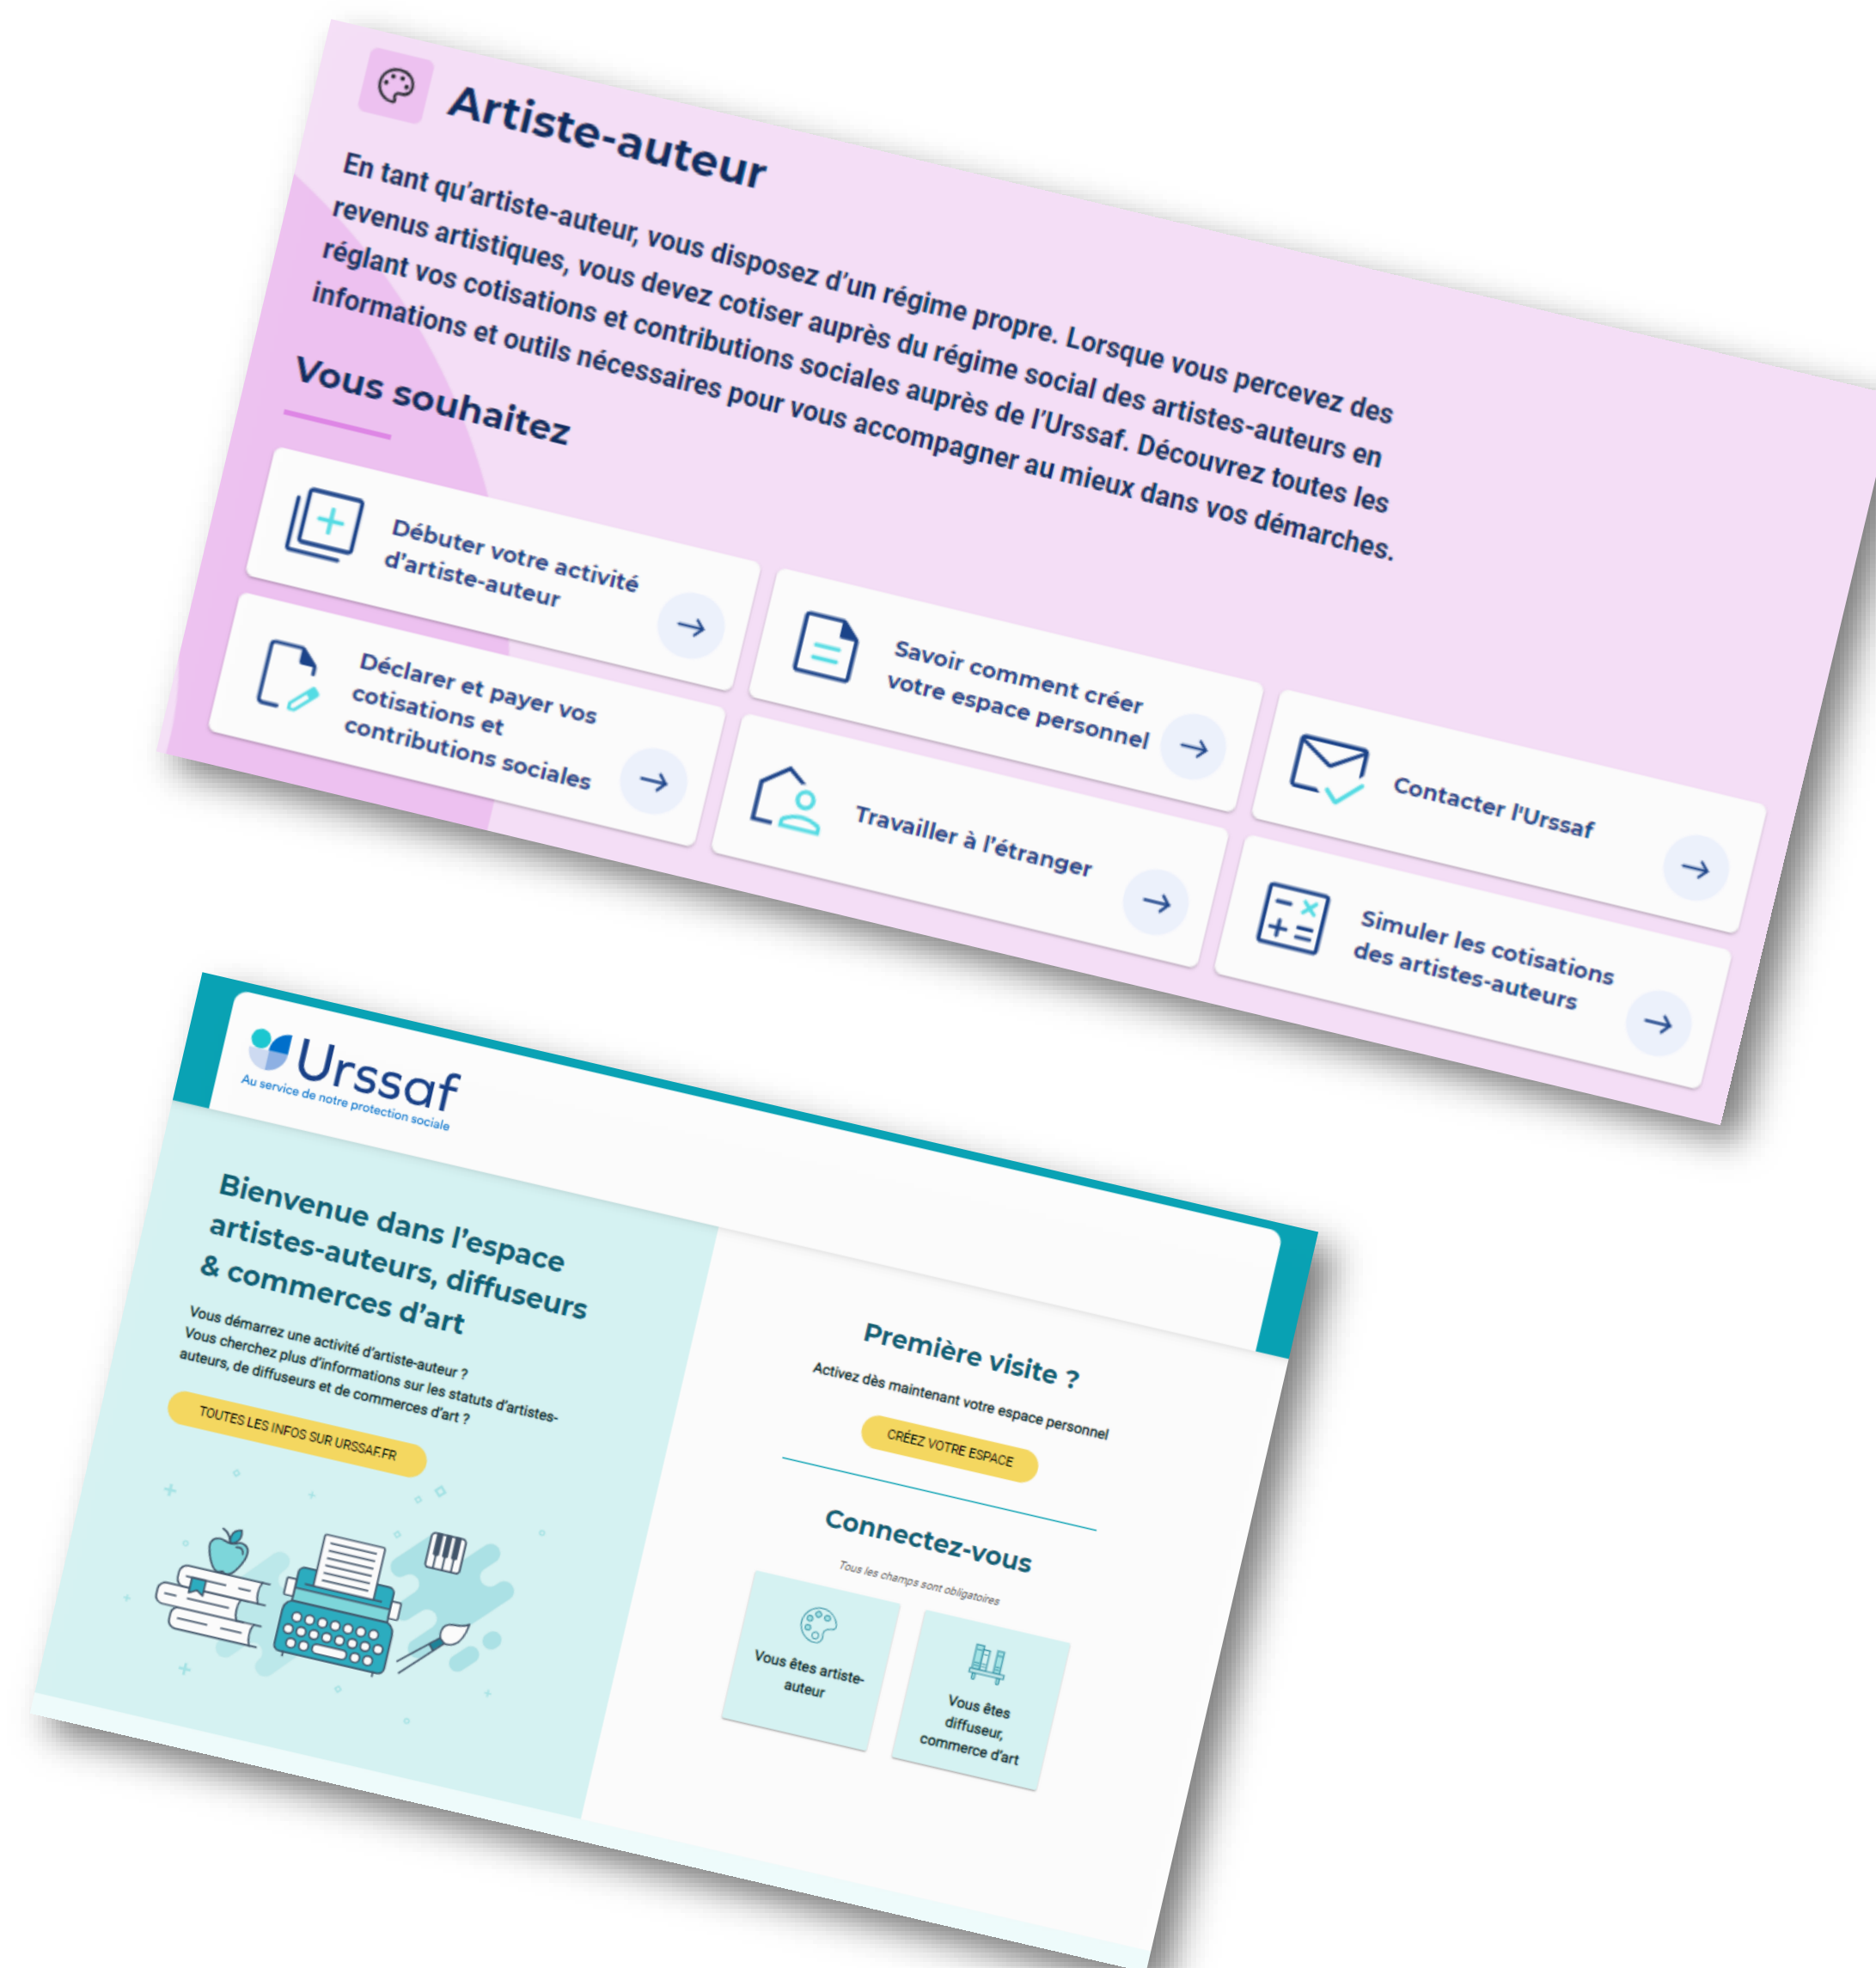 Artiste-auteur
En tant qu’artiste-auteur, vous disposez d’un régime propre. Lorsque vous percevez des
revenus artistiques, vous devez cotiser auprès du régime social des artistes-auteurs en
réglant vos cotisations et contributions sociales auprès de l’Urssaf. Découvrez toutes les
informations et outils nécessaires pour vous accompagner au mieux dans vos démarches.
Vous souhaitez
Débuter votre activité
d’artiste-auteur
Savoir comment créer
votre espace personnel
Contacter l'Urssaf
Déclarer et payer vos
cotisations et
contributions sociales
Travailler à l’étranger
Simuler les cotisations
des artistes-auteurs
Urssaf
Au service de notre protection sociale
Bienvenue dans l’espace
artistes-auteurs, diffuseurs
& commerces d’art
Vous démarrez une activité d’artiste-auteur ?
Vous cherchez plus d’informations sur les statuts d’artistes-
auteurs, de diffuseurs et de commerces d’art ?
TOUTES LES INFOS SUR URSSAF.FR
Première visite ?
Activez dès maintenant votre espace personnel
CRÉEZ VOTRE ESPACE
Connectez-vous
Tous les champs sont obligatoires
Vous êtes artiste-
auteur
Vous êtes
diffuseur,
commerce d’art